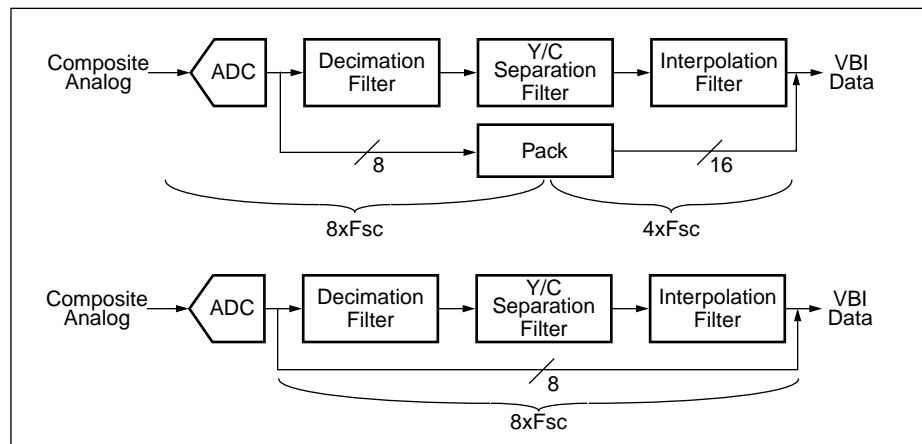 Composite
Analog
ADC
Decimation
Filter
Y/C
Separation
Filter
Interpolation
Filter
VBI
Data
8
Pack
16
8xFsc
4xFsc
Composite
Analog
ADC
Decimation
Filter
Y/C
Separation
Filter
Interpolation
Filter
VBI
Data
8
8xFsc